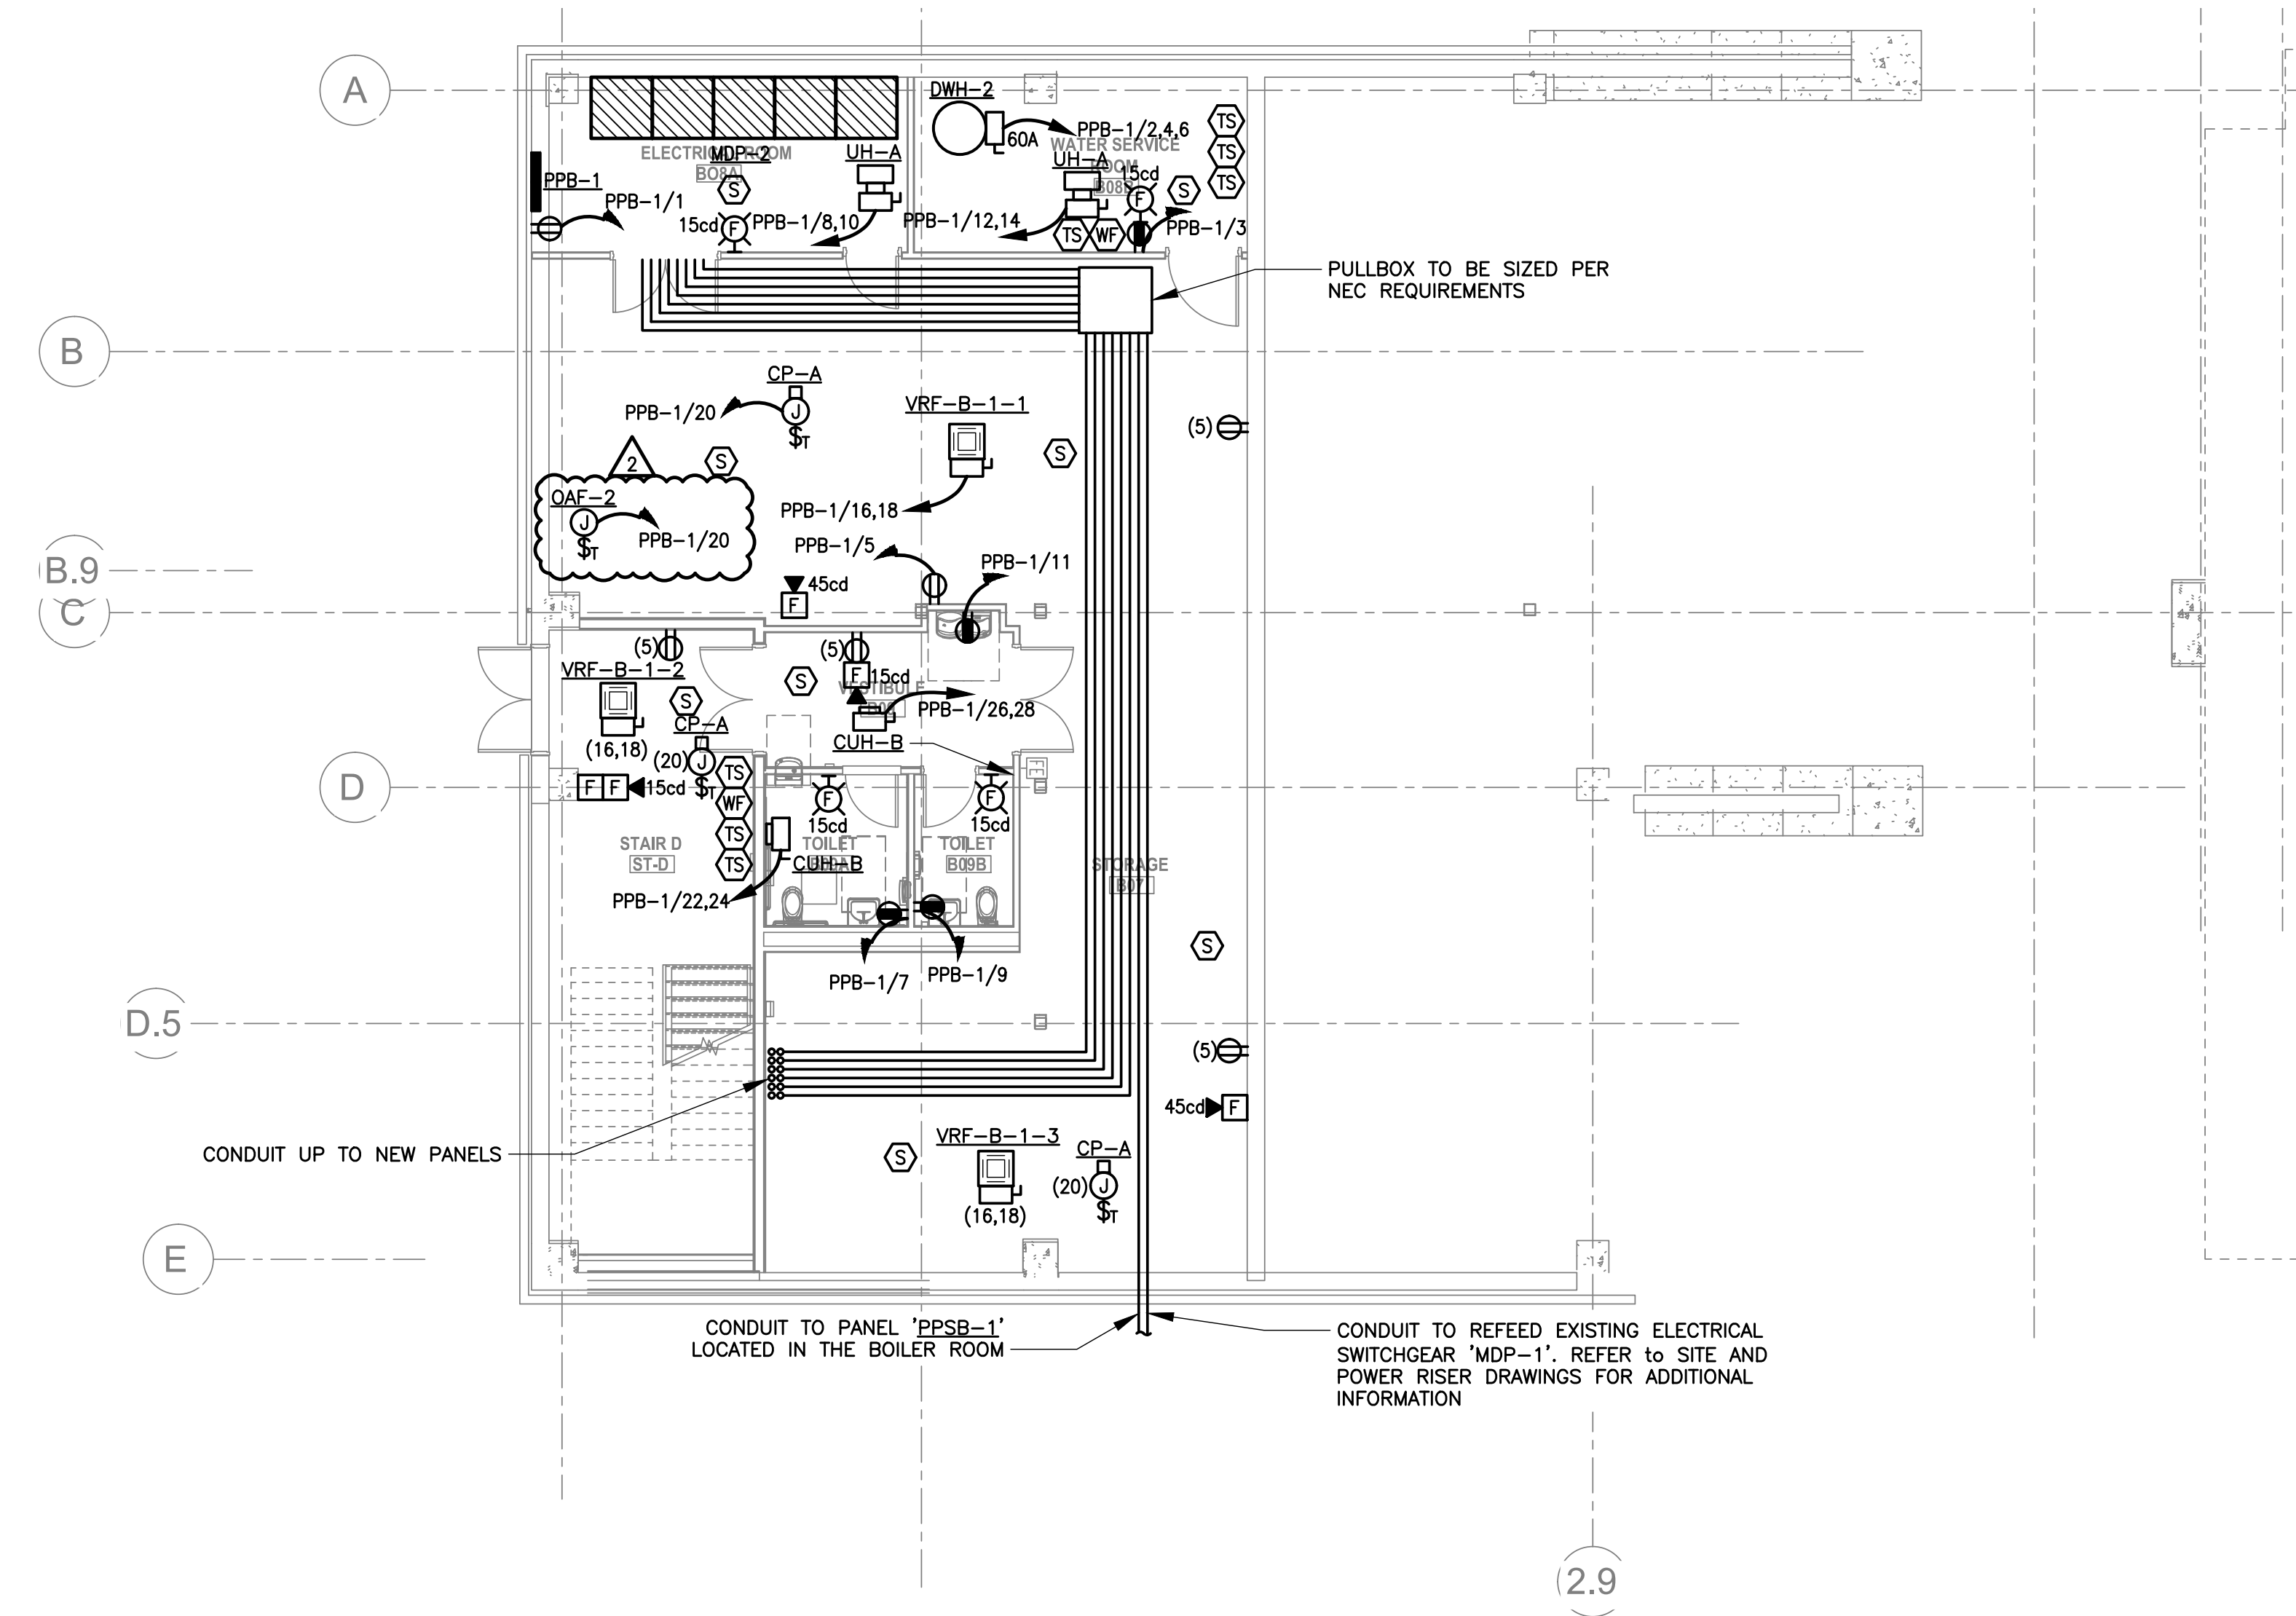 A
DWH-2
60A
PPB-1/2,4,6
TS
TS
TS
ELECTRICAL ROOM
MDP-2
BO8A
UH-A
WATER SERVICE
ROOM
UH-A
B08B
15cd
F
S
S
PPB-1
PPB-1/1
15cd
F
PPB-1/8,10
PPB-1/12,14
TS
WF
PPB-1/3
PULLBOX TO BE SIZED PER
NEC REQUIREMENTS
B
CP-A
PPB-1/20
J
$T
VRF-B-1-1
(5)
2
S
S
OAF-2
J
$T
PPB-1/20
PPB-1/16,18
PPB-1/5
PPB-1/11
B.9
45cd
F
C
(5)
(5)
VRF-B-1-2
S
S
F
15cd
VESTIBULE
CP-A
PPB-1/26,28
(16,18)
(20)
J
$T
CUH-B
TS
WF
TS
TS
D
F F
15cd
F
15cd
F
15cd
STAIR D
ST-D
TOILET
CUH-B
TOILET
B09B
STORAGE
B07
PPB-1/22,24
S
PPB-1/7
PPB-1/9
D.5
(5)
45cd
F
CONDUIT UP TO NEW PANELS
S
VRF-B-1-3
CP-A
(20)
J
$T
(16,18)
E
CONDUIT TO PANEL 'PPSB-1'
LOCATED IN THE BOILER ROOM
CONDUIT TO REFEED EXISTING ELECTRICAL
SWITCHGEAR 'MDP-1'. REFER to SITE AND
POWER RISER DRAWINGS FOR ADDITIONAL
INFORMATION
2.9